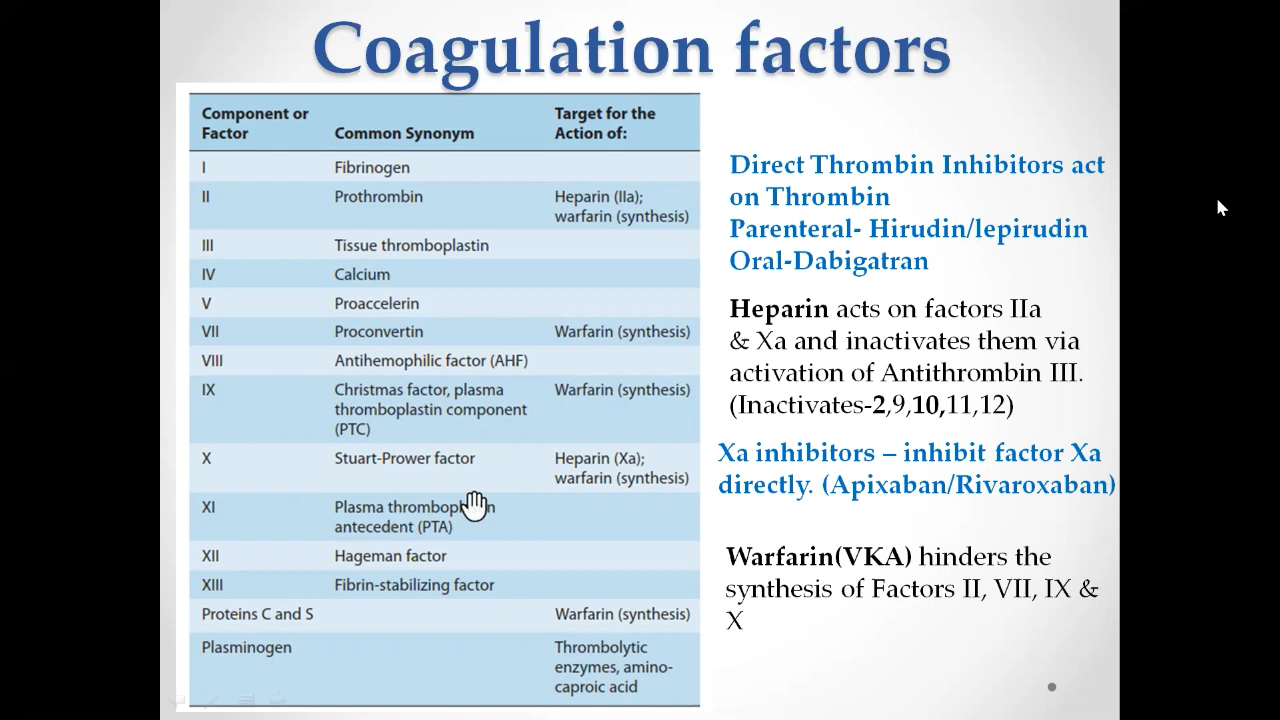 Coagulation factors
Component or Factor Common Synonym Target for the Action of:
I Fibrinogen
II Prothrombin Heparin (IIa);
warfarin (synthesis)
III Tissue thromboplastin
IV Calcium
V Proaccelerin
VII Proconvertin Warfarin (synthesis)
VIII Antihemophilic factor (AHF)
IX Christmas factor, plasma Warfarin (synthesis)
thromboplastin component
(PTC)
X Stuart-Prower factor Heparin (Xa);
warfarin (synthesis)
XI Plasma
antecedent (PTA)
XII Hageman factor
XIII Fibrin-stabilizing factor
Proteins C and S Warfarin (synthesis)
Plasminogen Thrombolytic
enzymes, amino-
caproic acid
Direct Thrombin Inhibitors act
on Thrombin
Parenteral- Hirudin/lepirudin
Oral-Dabigatran
Heparin acts on factors IIa
& Xa and inactivates them via
activation of Antithrombin III.
(Inactivates-2,9,10,11,12)
Xa inhibitors – inhibit factor Xa
directly. (Apixaban/Rivaroxaban)
Warfarin(VKA) hinders the
synthesis of Factors II, VII, IX &
X